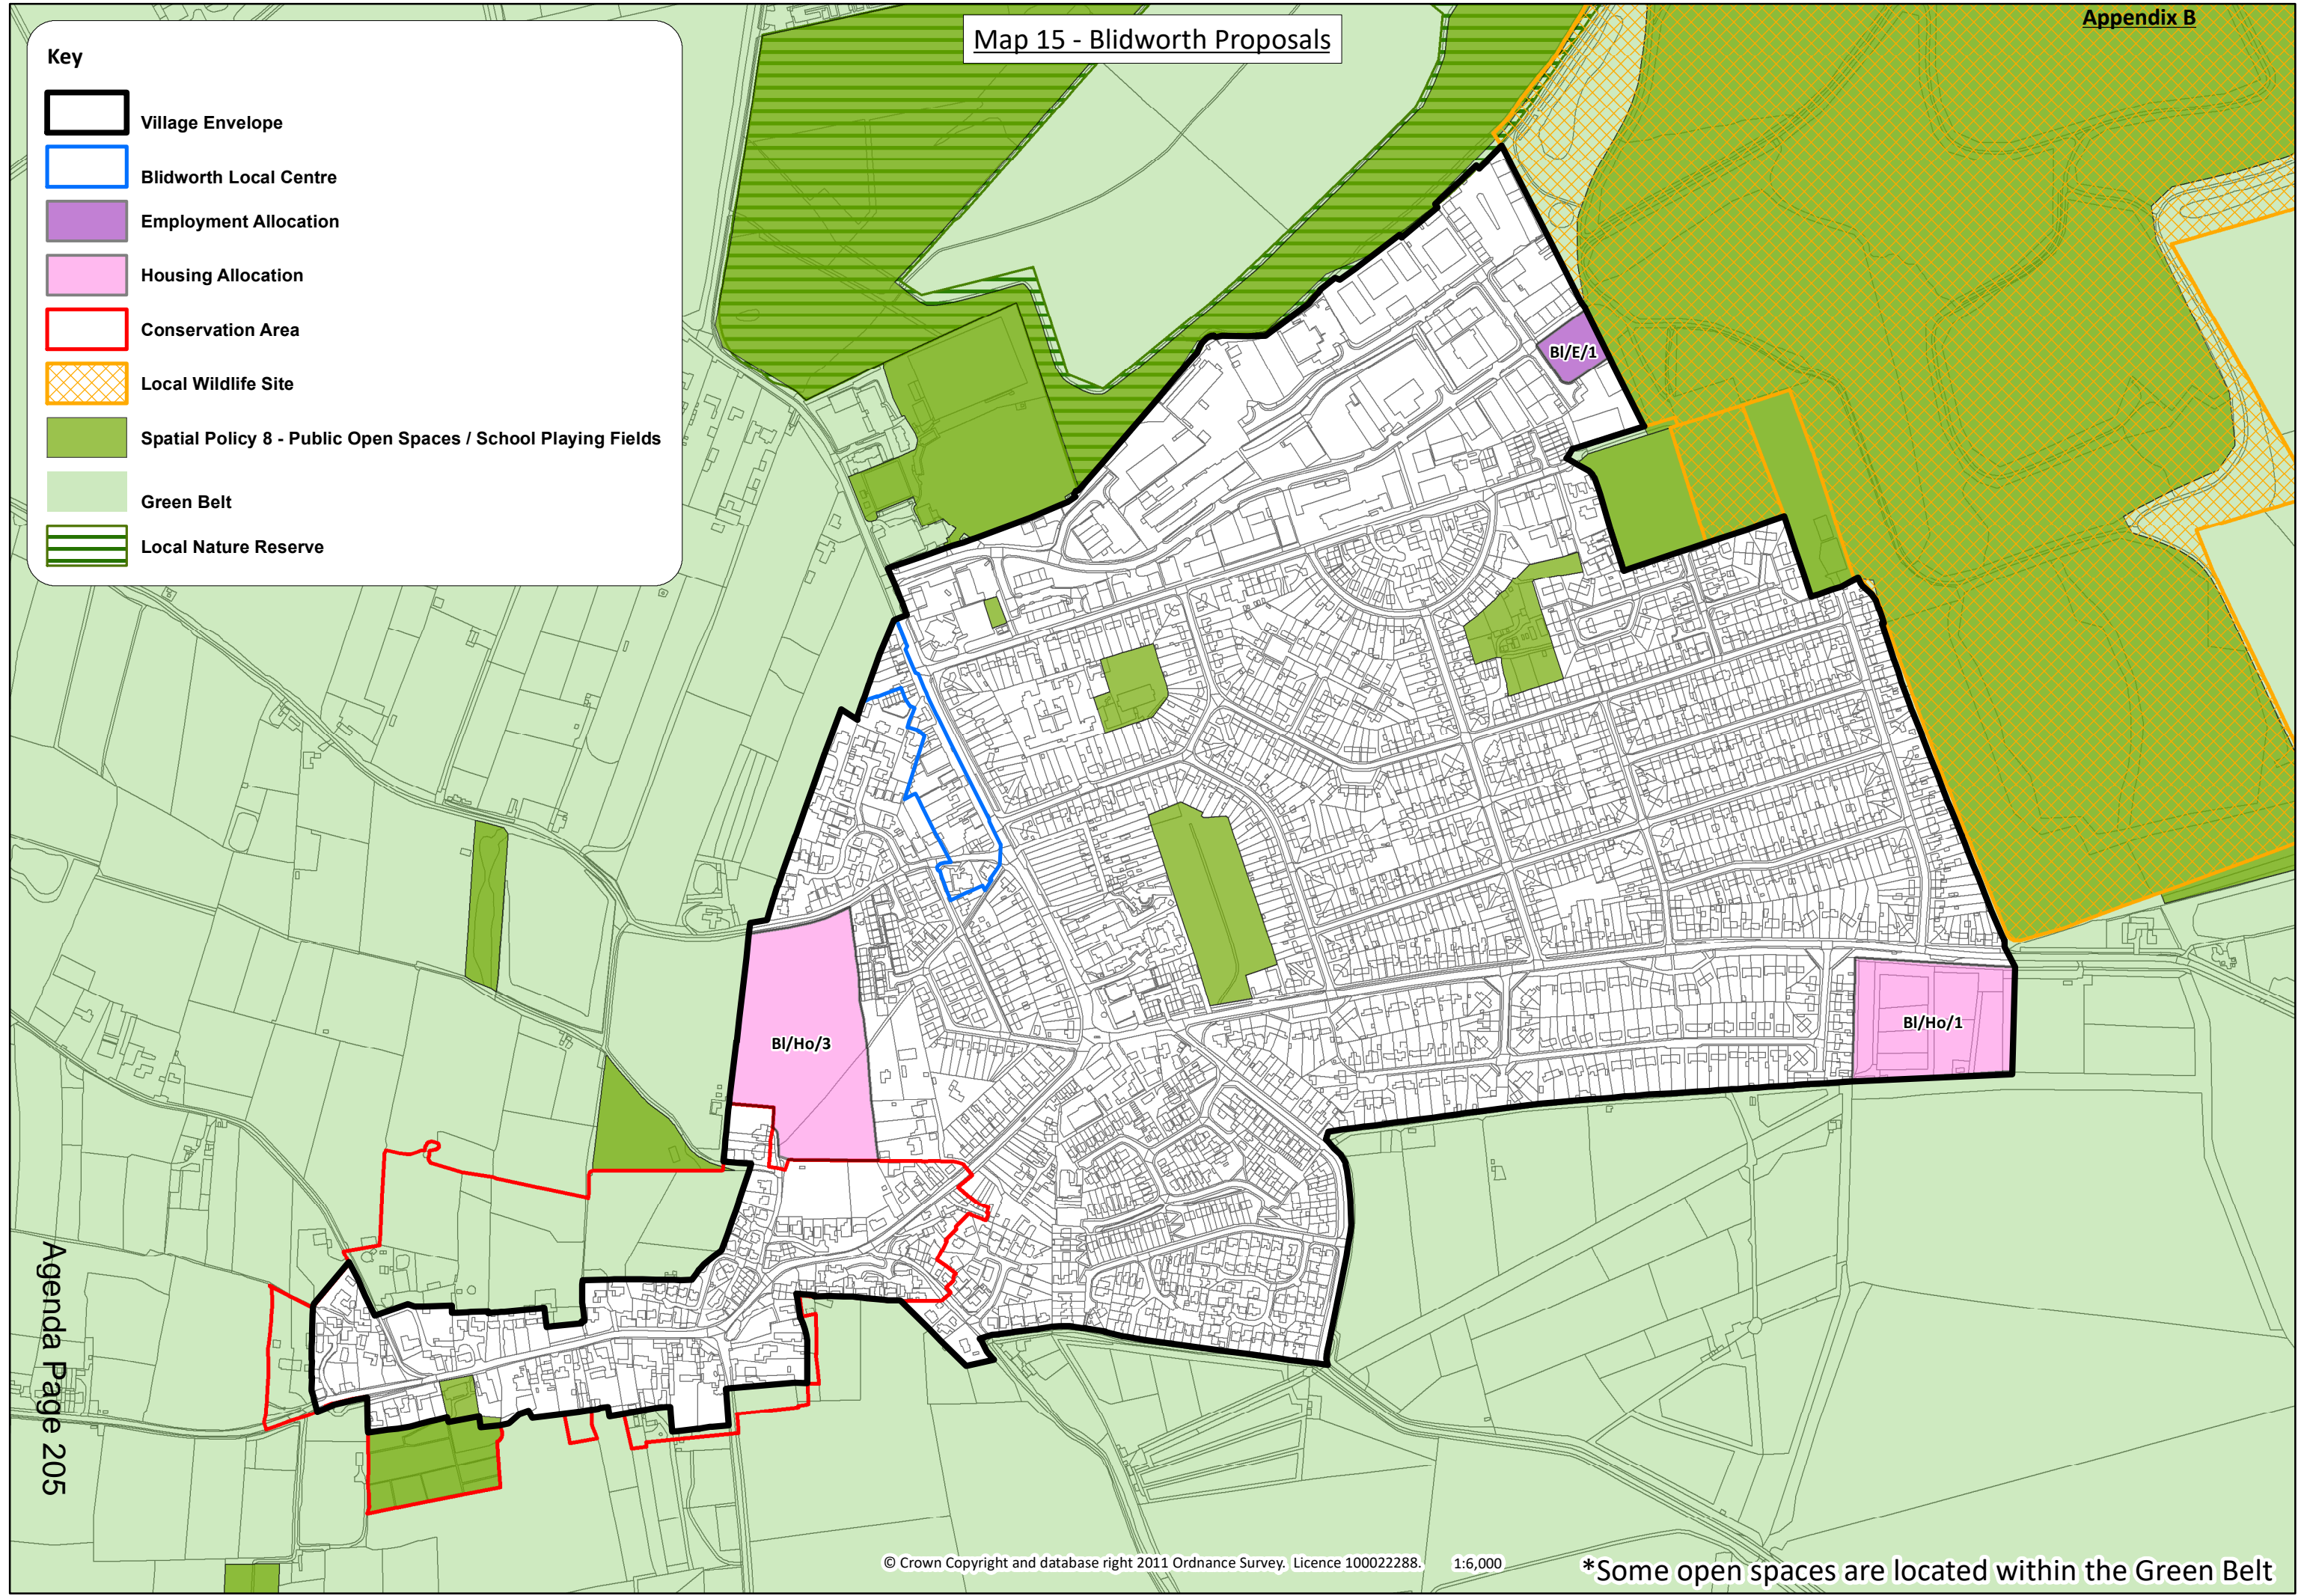 Appendix B
Map 15 - Blidworth Proposals
Key
Village Envelope
Blidworth Local Centre
Employment Allocation
Housing Allocation
Conservation Area
Local Wildlife Site
Spatial Policy 8 - Public Open Spaces / School Playing Fields
Green Belt
Local Nature Reserve
Bl/E/1
Bl/Ho/3
Bl/Ho/1
Agenda Page 205
© Crown Copyright and database right 2011 Ordnance Survey. Licence 100022288. 1:6,000
*Some open spaces are located within the Green Belt